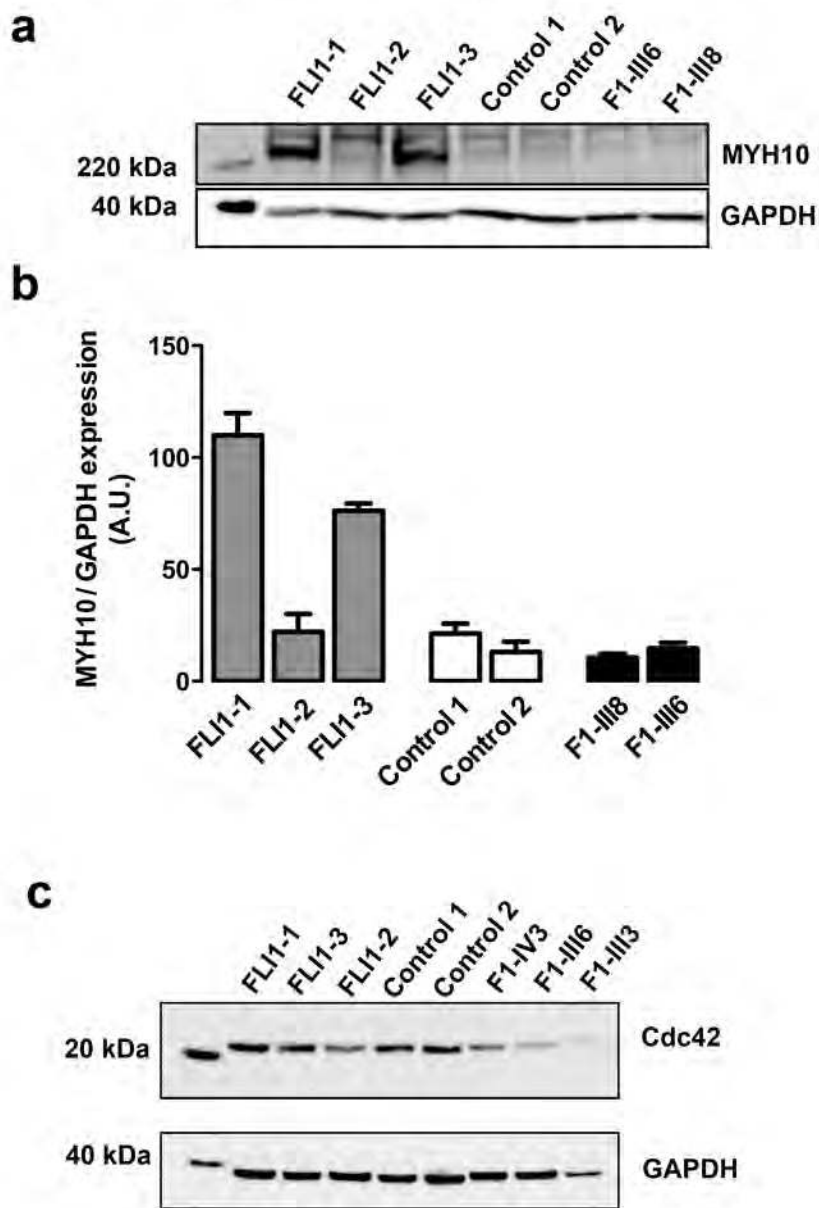 a
FLI1-1 FLI1-2 FLI1-3 Control 1 Control 2 F1-III6 F1-III8
220 kDa MYH10
40 kDa GAPDH
b
MYH10 / GAPDH expression
(A.U.)
150
100
50
0
FLI1-1 FLI1-2 FLI1-3 Control 1 Control 2 F1-III8 F1-III6
c
FLI1-1 FLI1-3 FLI1-2 Control 1 Control 2 F1-IV3 F1-III6 F1-III3
20 kDa Cdc42
40 kDa GAPDH